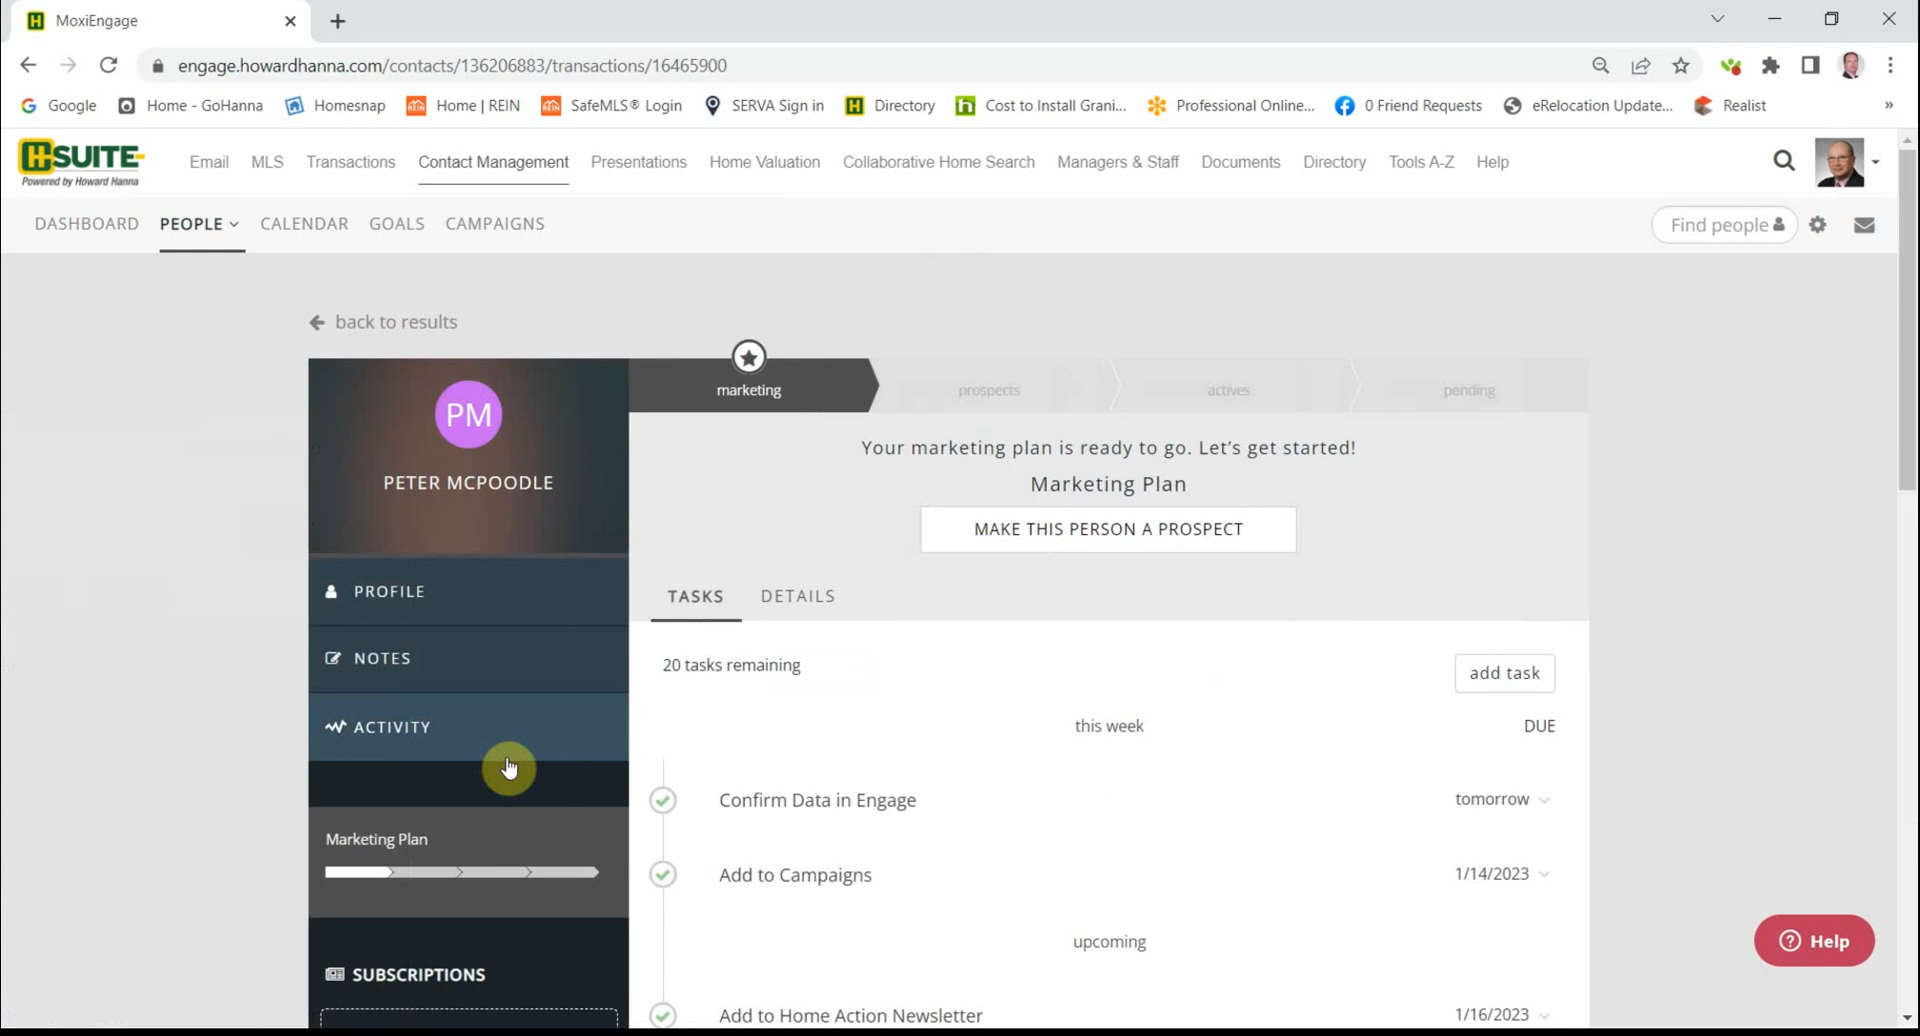 MoxiEngage
engage.howardhanna.com/contacts/136206883/transactions/16465900
Google Home - GoHanna Homesnap Home | REIN SafeMLS® Login SERVA Sign in Directory Cost to Install Grani... Professional Online... 0 Friend Requests eRelocation Update... Realist »
H-SUITE
Powered by Howard Hanna
Email MLS Transactions Contact Management Presentations Home Valuation Collaborative Home Search Managers & Staff Documents Directory Tools A-Z Help
DASHBOARD PEOPLE CALENDAR GOALS CAMPAIGNS Find people
back to results
marketing prospects actives pending
PM
PETER MCPOODLE
Your marketing plan is ready to go. Let's get started!
Marketing Plan
MAKE THIS PERSON A PROSPECT
PROFILE
NOTES
ACTIVITY
Marketing Plan
SUBSCRIPTIONS
TASKS DETAILS
20 tasks remaining add task
this week DUE
Confirm Data in Engage tomorrow
Add to Campaigns 1/14/2023
upcoming
Add to Home Action Newsletter 1/16/2023
Help